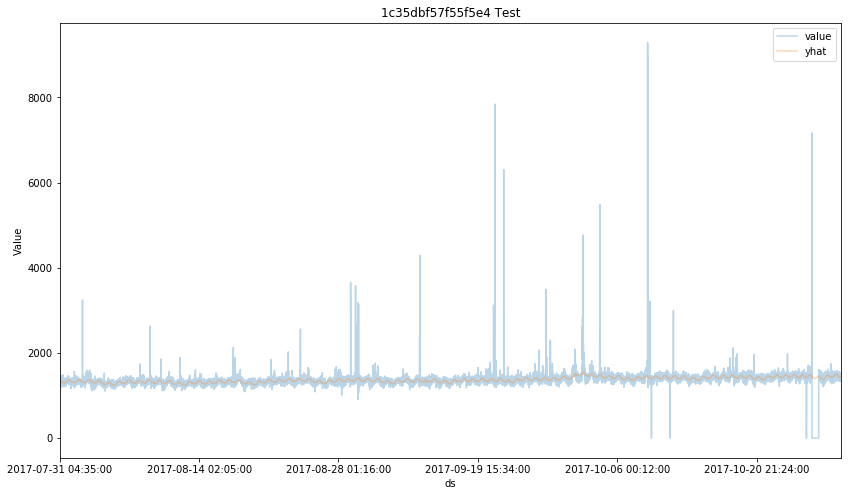 1c35dbf57f55f5e4 Test
value
yhat
8000
6000
4000
2000
0
Value
2017-07-31 04:35:00
2017-08-14 02:05:00
2017-08-28 01:16:00
2017-09-19 15:34:00
2017-10-06 00:12:00
2017-10-20 21:24:00
ds